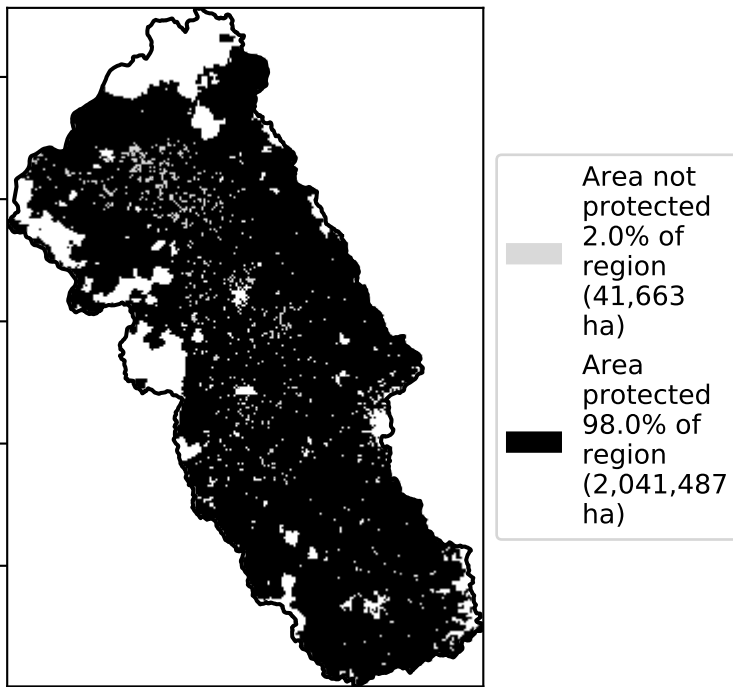 Area not
protected
2.0% of
region
(41,663
ha)
Area
protected
98.0% of
region
(2,041,487
ha)